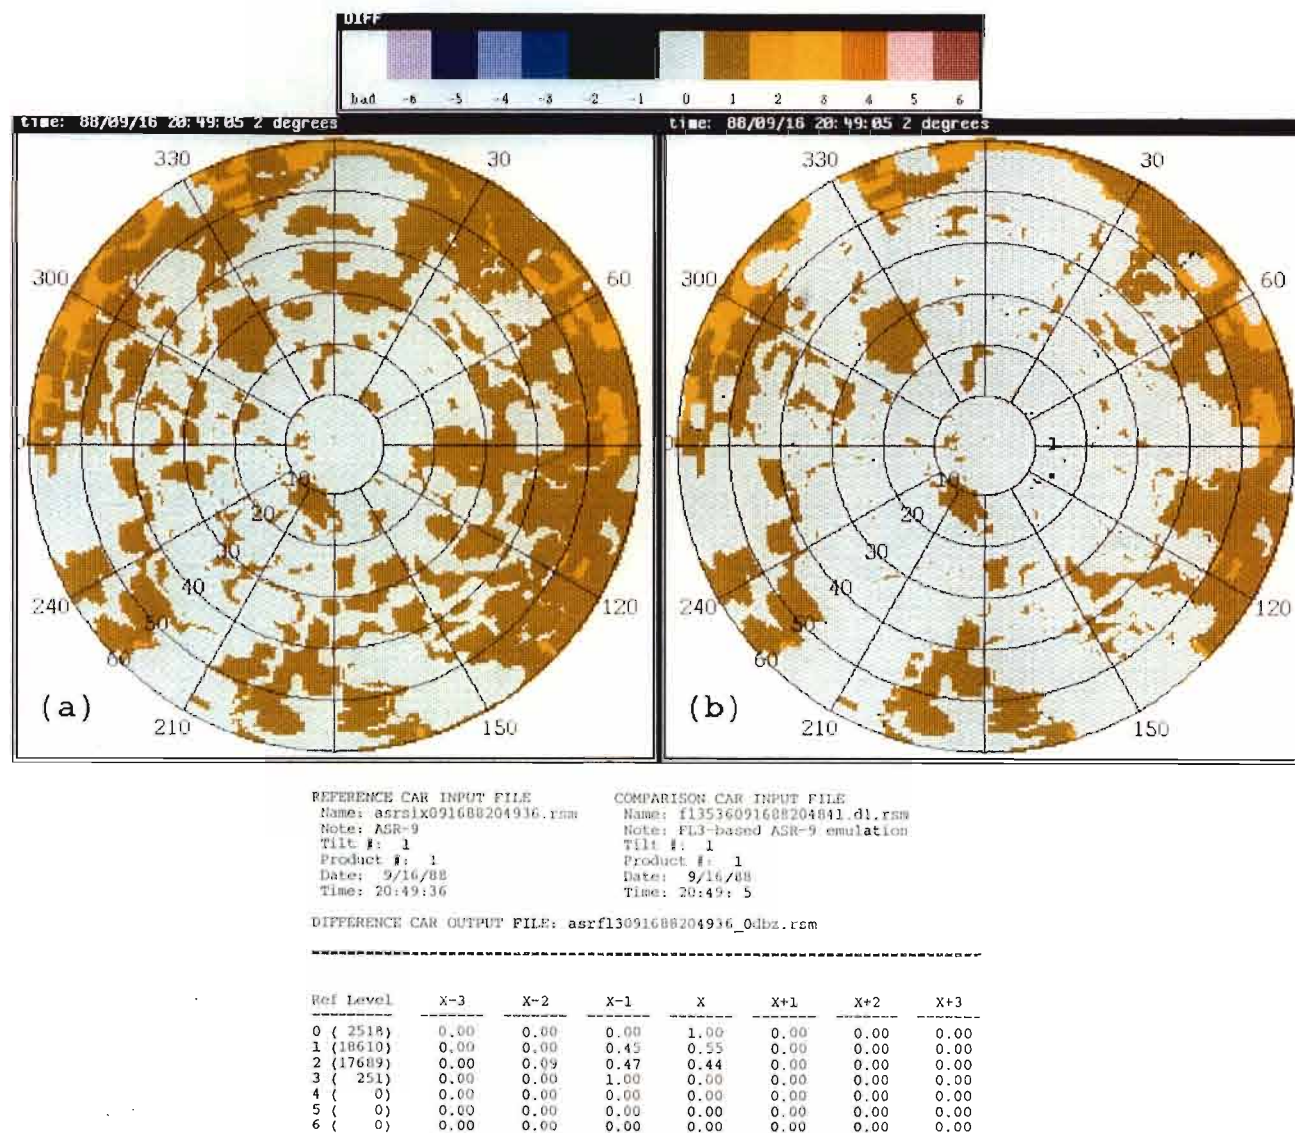 DIFF
bad -6 -5 -4 -3 -2 -1 0 1 2 3 4 5 6
time: 88/09/16 20:49:05 2 degrees
330 30
300 60
10
20
30
40
50
60
240 120
210 150
(a)
time: 88/09/16 20:49:05 2 degrees
330 30
300 60
1
10
20
30
40
50
60
240 120
210 150
(b)
REFERENCE CAR INPUT FILE
Name: asrsix091688204936.rsm
Note: ASR-9
Tilt #: 1
Product #: 1
Date: 9/16/88
Time: 20:49:36
COMPARISON CAR INPUT FILE
Name: fl3536091688204841.d1.rsm
Note: FL3-based ASR-9 emulation
Tilt #: 1
Product #: 1
Date: 9/16/88
Time: 20:49: 5
DIFFERENCE CAR OUTPUT FILE: asrfl3091688204936_0dbz.rsm
Ref Level X-3 X-2 X-1 X X+1 X+2 X+3
0 ( 2518) 0.00 0.00 0.00 1.00 0.00 0.00 0.00
1 (18610) 0.00 0.00 0.45 0.55 0.00 0.00 0.00
2 (17689) 0.00 0.09 0.47 0.44 0.00 0.00 0.00
3 ( 251) 0.00 0.00 1.00 0.00 0.00 0.00 0.00
4 ( 0) 0.00 0.00 0.00 0.00 0.00 0.00 0.00
5 ( 0) 0.00 0.00 0.00 0.00 0.00 0.00 0.00
6 ( 0) 0.00 0.00 0.00 0.00 0.00 0.00 0.00